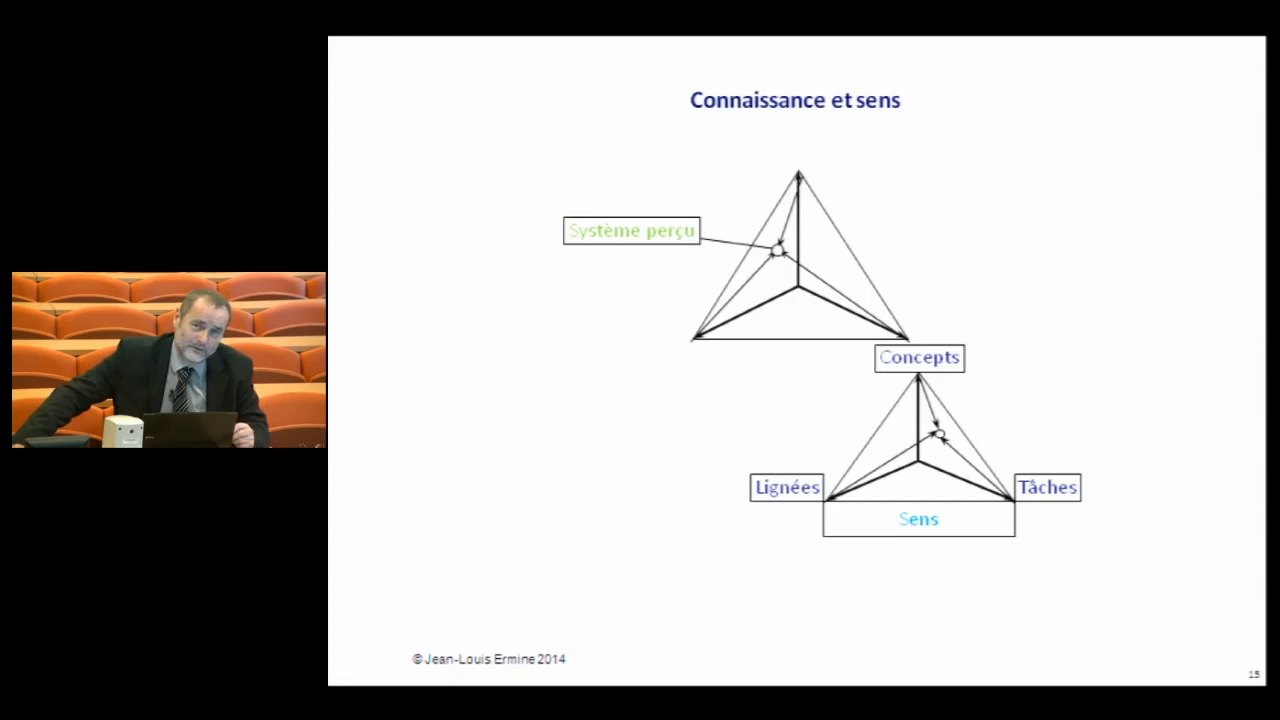 Connaissance et sens
Système perçu
Concepts
Lignées
Tâches
Sens
© Jean-Louis Ermine 2014
15